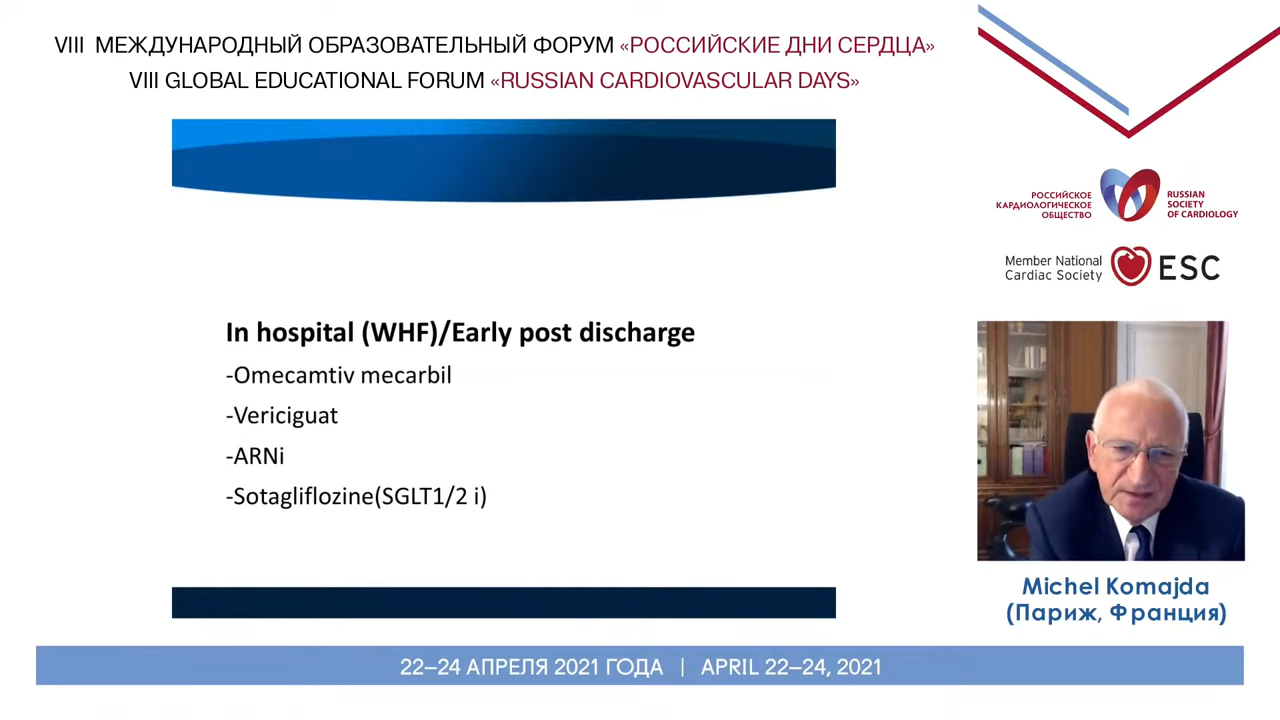 VIII МЕЖДУНАРОДНЫЙ ОБРАЗОВАТЕЛЬНЫЙ ФОРУМ «РОССИЙСКИЕ ДНИ СЕРДЦА»
VIII GLOBAL EDUCATIONAL FORUM «RUSSIAN CARDIOVASCULAR DAYS»
РОССИЙСКОЕ
КАРДИОЛОГИЧЕСКОЕ
ОБЩЕСТВО
RUSSIAN
SOCIETY
OF CARDIOLOGY
Member National
Cardiac Society
ESC
In hospital (WHF)/Early post discharge
-Omecamtiv mecarbil
-Vericiguat
-ARNi
-Sotagliflozine(SGLT1/2 i)
Michel Komajda
(Париж, Франция)
22–24 АПРЕЛЯ 2021 ГОДА | APRIL 22–24, 2021